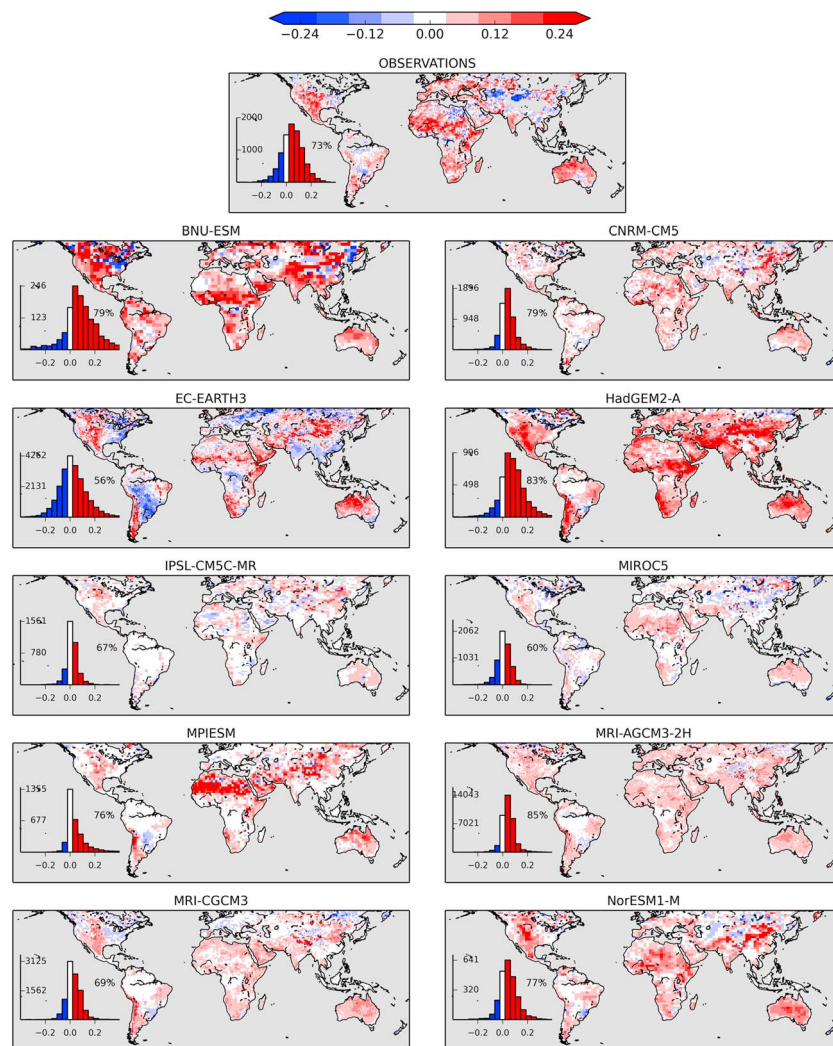 −0.24 −0.12 0.00 0.12 0.24
OBSERVATIONS
2000
1000
73%
−0.2 0.0 0.2
BNU-ESM
246
123
79%
−0.2 0.0 0.2
CNRM-CM5
1896
948
79%
−0.2 0.0 0.2
EC-EARTH3
4262
2131
56%
−0.2 0.0 0.2
HadGEM2-A
996
498
83%
−0.2 0.0 0.2
IPSL-CM5C-MR
1561
780
67%
−0.2 0.0 0.2
MIROC5
2062
1031
60%
−0.2 0.0 0.2
MPIESM
1355
677
76%
−0.2 0.0 0.2
MRI-AGCM3-2H
14043
7021
85%
−0.2 0.0 0.2
MRI-CGCM3
3125
1562
69%
−0.2 0.0 0.2
NorESM1-M
641
320
77%
−0.2 0.0 0.2